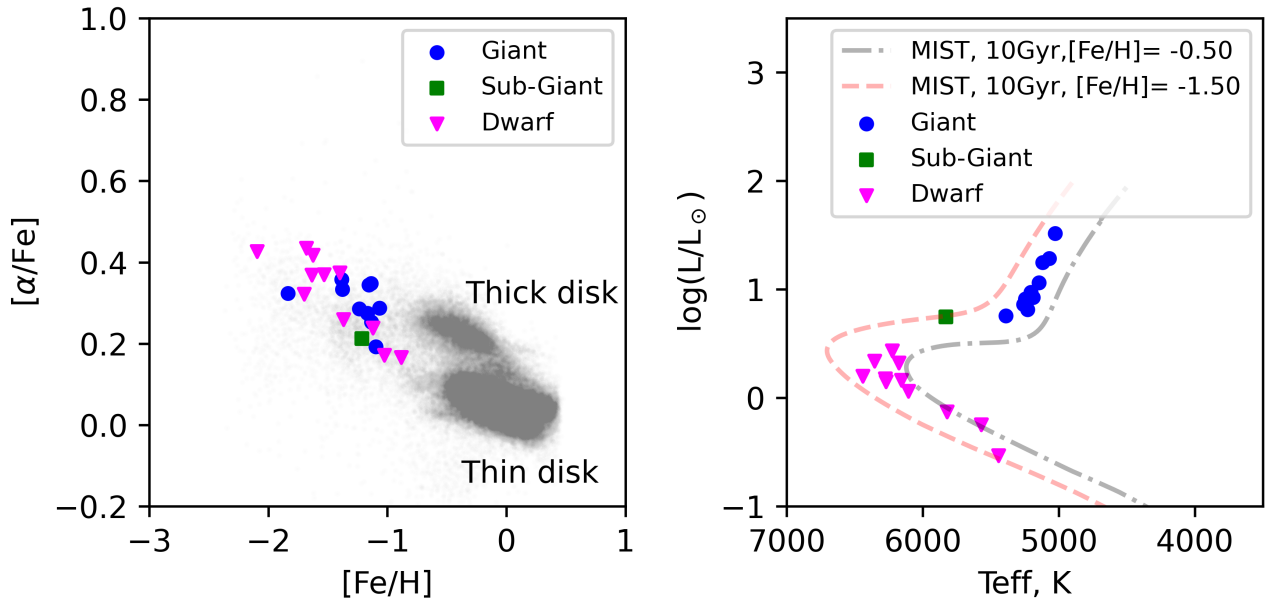 1.0
0.8
0.6
0.4
0.2
0.0
−0.2
−3
−2
−1
0
1
[α/Fe]
[Fe/H]
Giant
Sub-Giant
Dwarf
Thick disk
Thin disk
3
2
1
0
−1
7000
6000
5000
4000
log(L/L⊙)
Teff, K
MIST, 10Gyr,[Fe/H]= -0.50
MIST, 10Gyr, [Fe/H]= -1.50
Giant
Sub-Giant
Dwarf